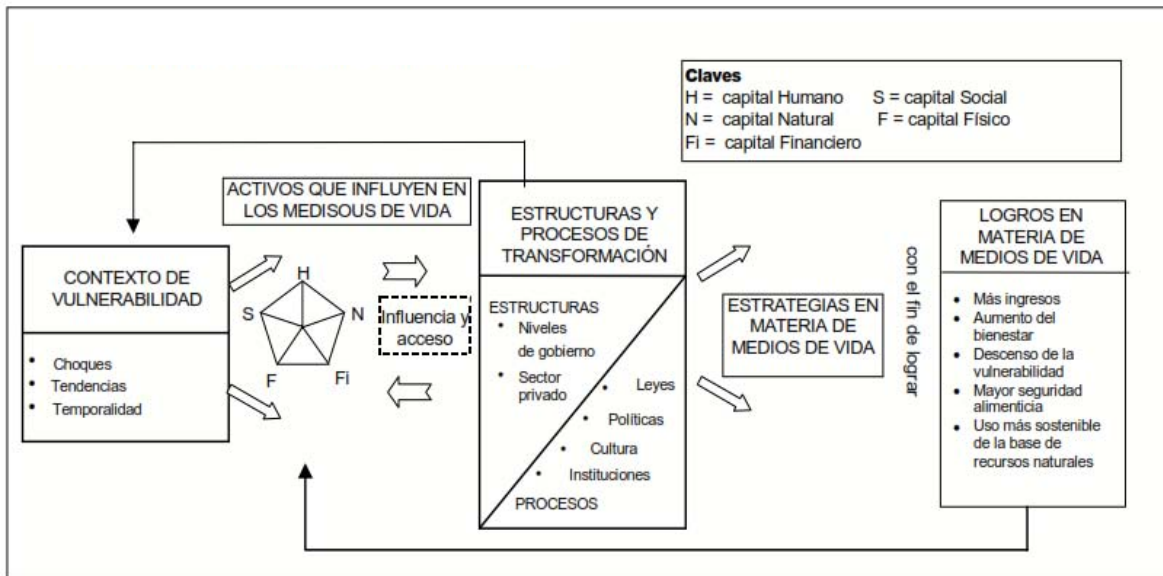 Claves
H = capital Humano S = capital Social
N = capital Natural F = capital Físico
Fi = capital Financiero
ACTIVOS QUE INFLUYEN EN
LOS MEDISOUS DE VIDA
CONTEXTO DE
VULNERABILIDAD
• Choques
• Tendencias
• Temporalidad
H
S
N
F
Fi
Influencia y
acceso
ESTRUCTURAS Y
PROCESOS DE
TRANSFORMACIÓN
ESTRUCTURAS
• Niveles
de gobierno
• Sector
privado
• Leyes
• Políticas
• Cultura
• Instituciones
PROCESOS
ESTRATEGIAS EN
MATERIA DE
MEDIOS DE VIDA
con el fin de lograr
LOGROS EN
MATERIA DE
MEDIOS DE VIDA
• Más ingresos
• Aumento del
bienestar
• Descenso de la
vulnerabilidad
• Mayor seguridad
alimenticia
• Uso más sostenible
de la base de
recursos naturales